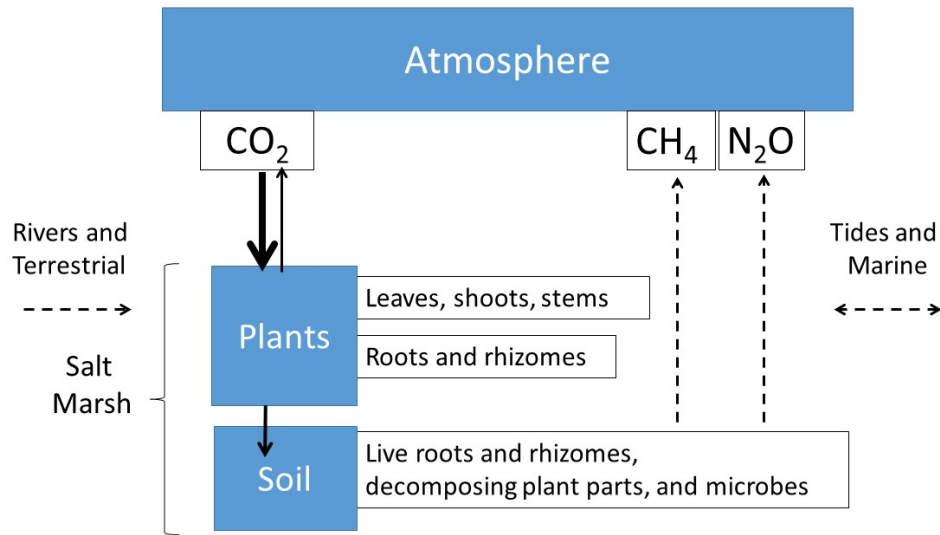 Atmosphere
CO₂
CH₄
N₂O
Rivers and
Terrestrial
Tides and
Marine
Leaves, shoots, stems
Plants
Roots and rhizomes
Salt
Marsh
Live roots and rhizomes,
decomposing plant parts, and microbes
Soil